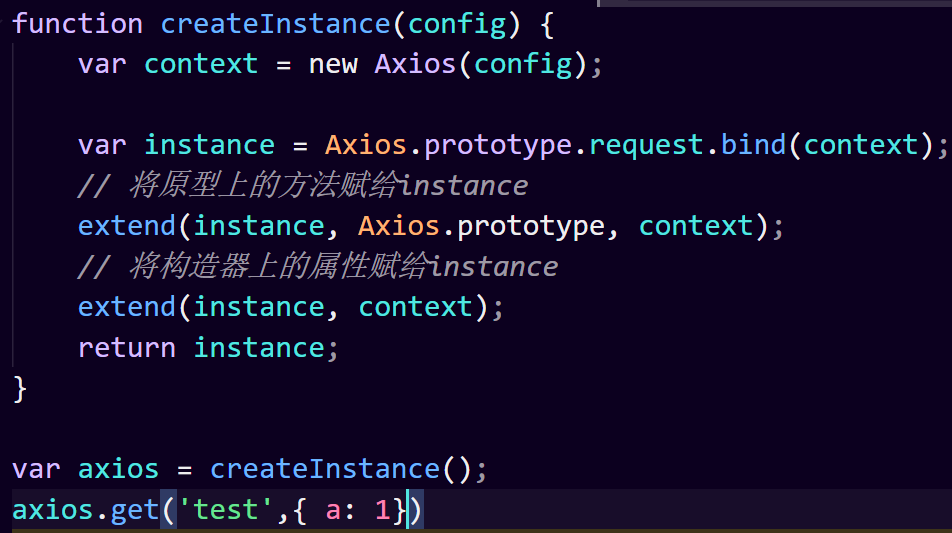 function createInstance(config) {
var context = new Axios(config);
var instance = Axios.prototype.request.bind(context);
// 将原型上的方法赋给instance
extend(instance, Axios.prototype, context);
// 将构造器上的属性赋给instance
extend(instance, context);
return instance;
}
var axios = createInstance();
axios.get('test',{ a: 1})